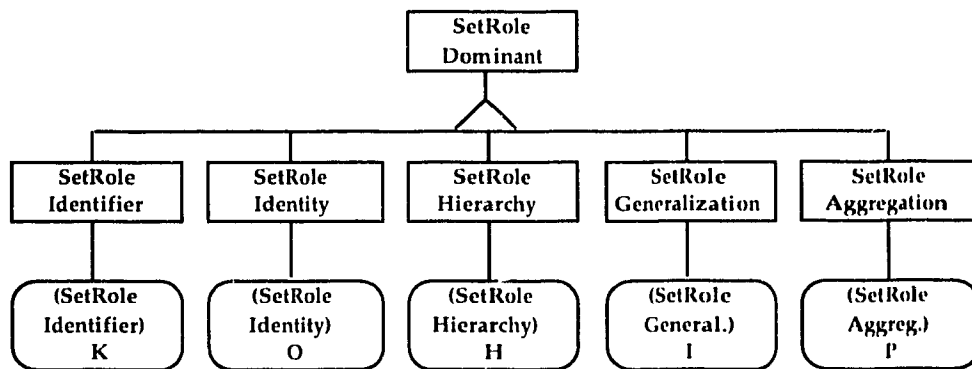 SetRole
Dominant
SetRole
Identifier
SetRole
Identity
SetRole
Hierarchy
SetRole
Generalization
SetRole
Aggregation
(SetRole
Identifier)
K
(SetRole
Identity)
O
(SetRole
Hierarchy)
H
(SetRole
General.)
I
(SetRole
Aggreg.)
P